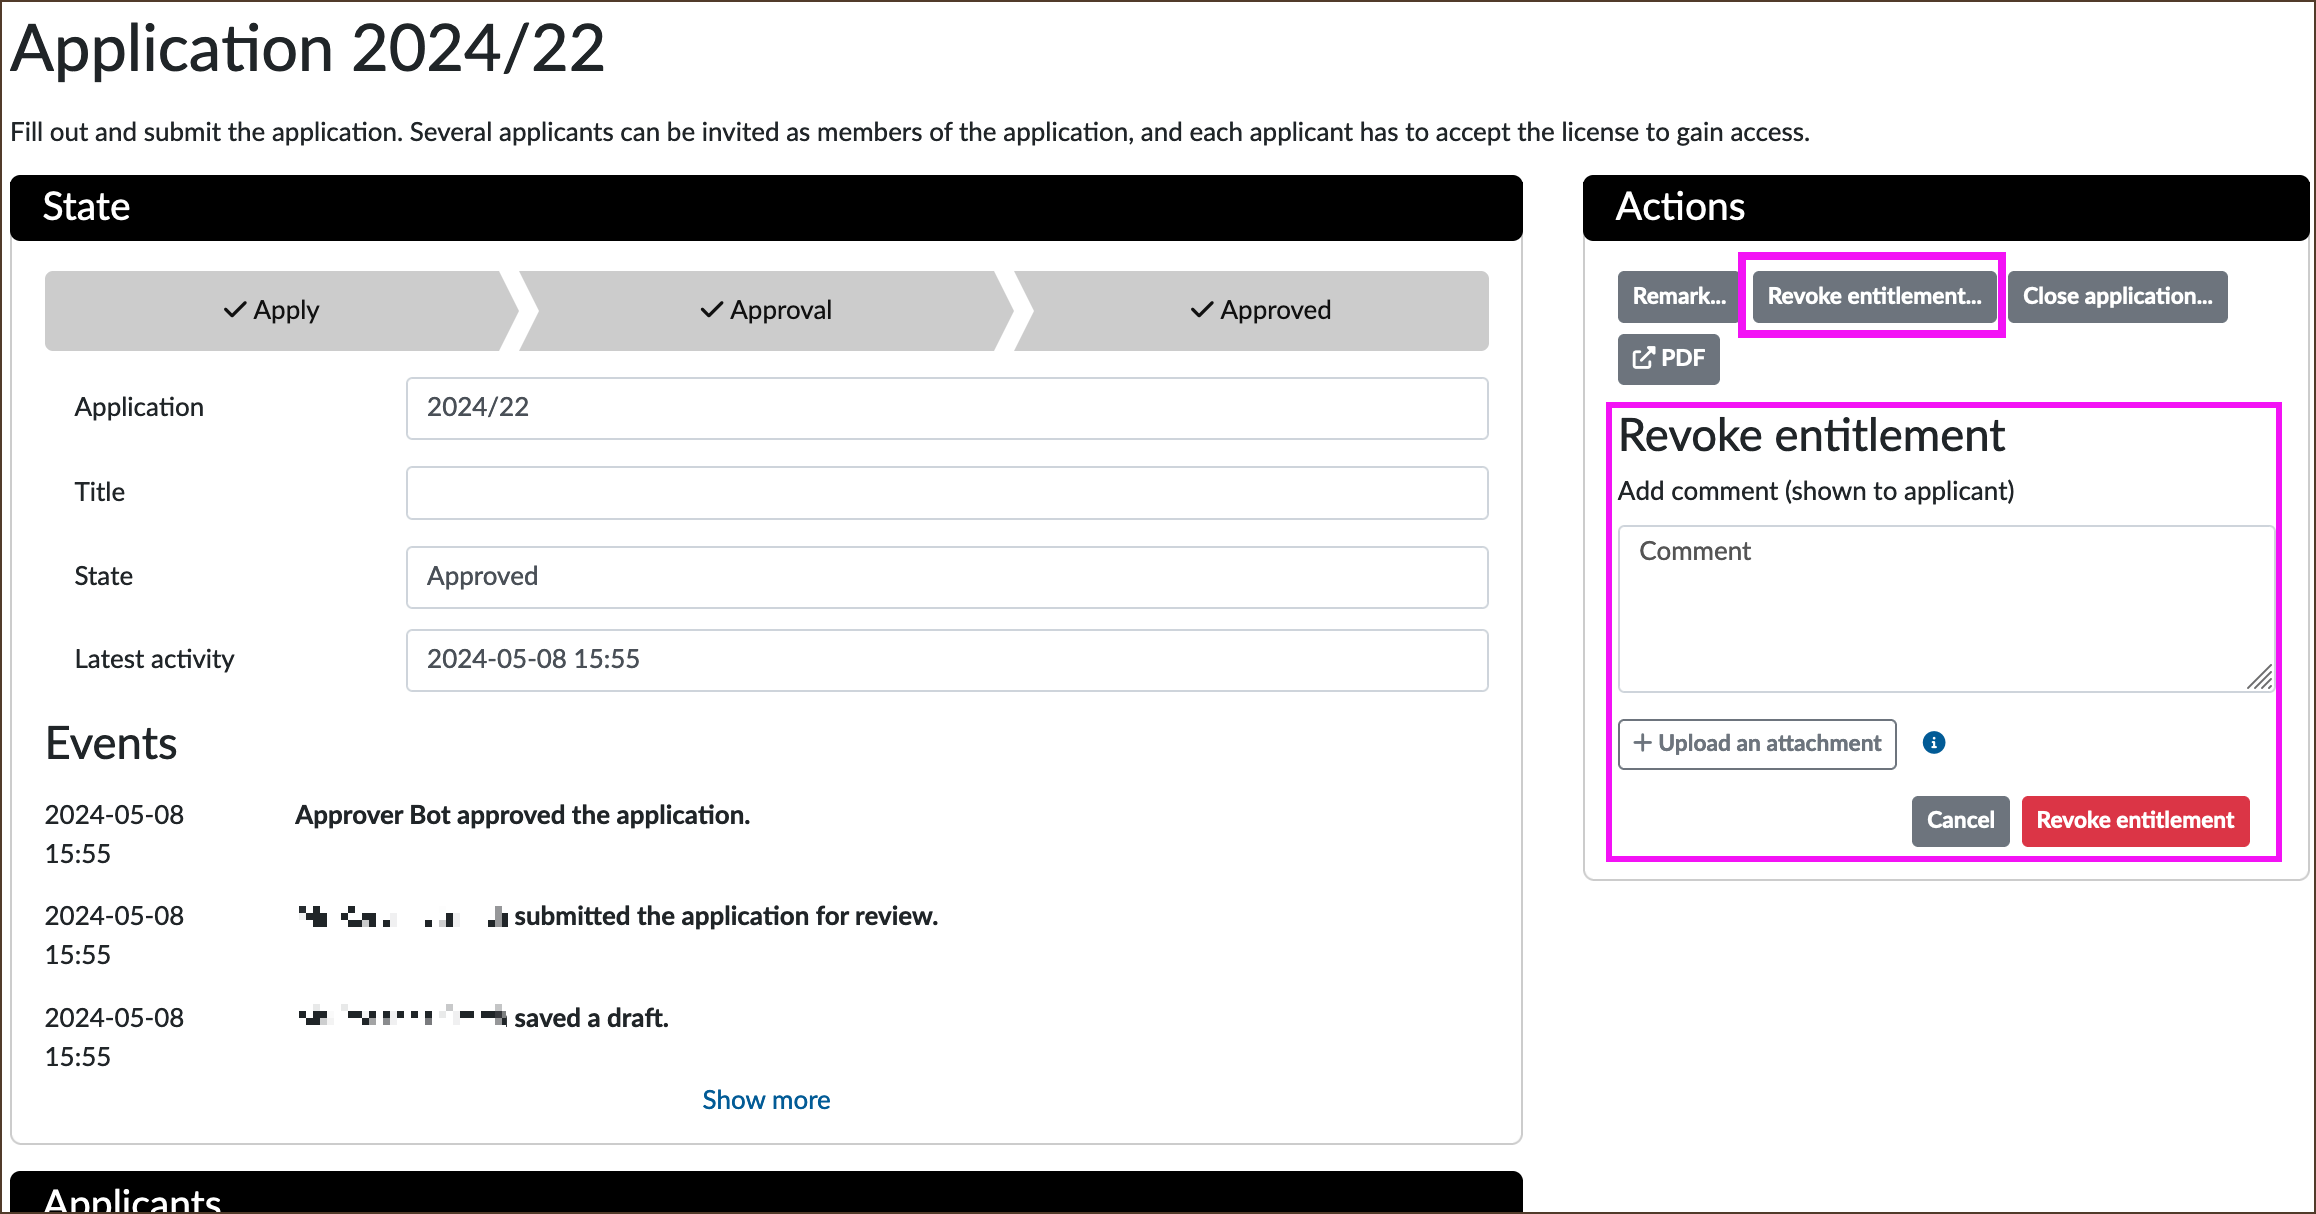 Application 2024/22
Fill out and submit the application. Several applicants can be invited as members of the application, and each applicant has to accept the license to gain access.
State
Apply
Approval
Approved
Application
2024/22
Title
State
Approved
Latest activity
2024-05-08 15:55
Events
2024-05-08
15:55
Approver Bot approved the application.
2024-05-08
15:55
submitted the application for review.
2024-05-08
15:55
saved a draft.
Show more
Applicants
Actions
Remark...
Revoke entitlement...
Close application...
PDF
Revoke entitlement
Add comment (shown to applicant)
Comment
+ Upload an attachment
Cancel
Revoke entitlement